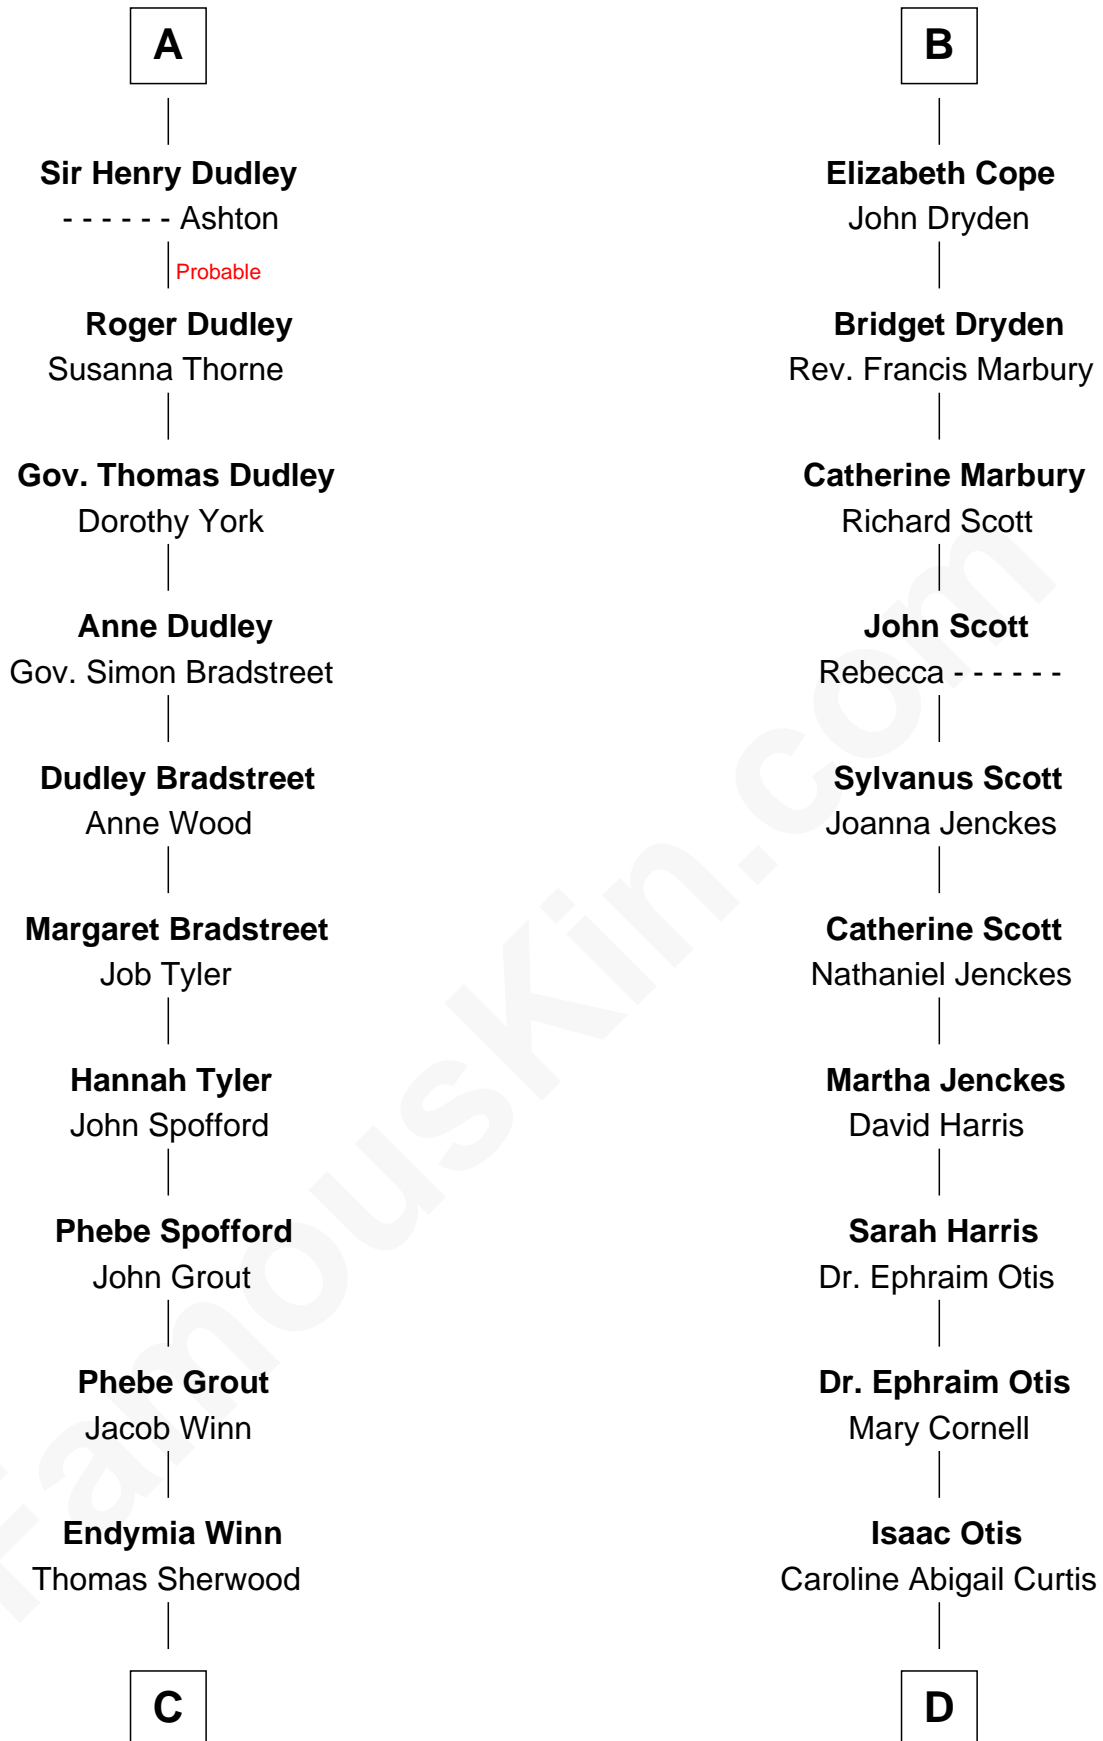 A
Sir Henry Dudley
- - - - - - Ashton
Probable
Roger Dudley
Susanna Thorne
Gov. Thomas Dudley
Dorothy York
Anne Dudley
Gov. Simon Bradstreet
Dudley Bradstreet
Anne Wood
Margaret Bradstreet
Job Tyler
Hannah Tyler
John Spofford
Phebe Spofford
John Grout
Phebe Grout
Jacob Winn
Endymia Winn
Thomas Sherwood
C
B
Elizabeth Cope
John Dryden
Bridget Dryden
Rev. Francis Marbury
Catherine Marbury
Richard Scott
John Scott
Rebecca - - - - - -
Sylvanus Scott
Joanna Jenckes
Catherine Scott
Nathaniel Jenckes
Martha Jenckes
David Harris
Sarah Harris
Dr. Ephraim Otis
Dr. Ephraim Otis
Mary Cornell
Isaac Otis
Caroline Abigail Curtis
D
FamousKin.com